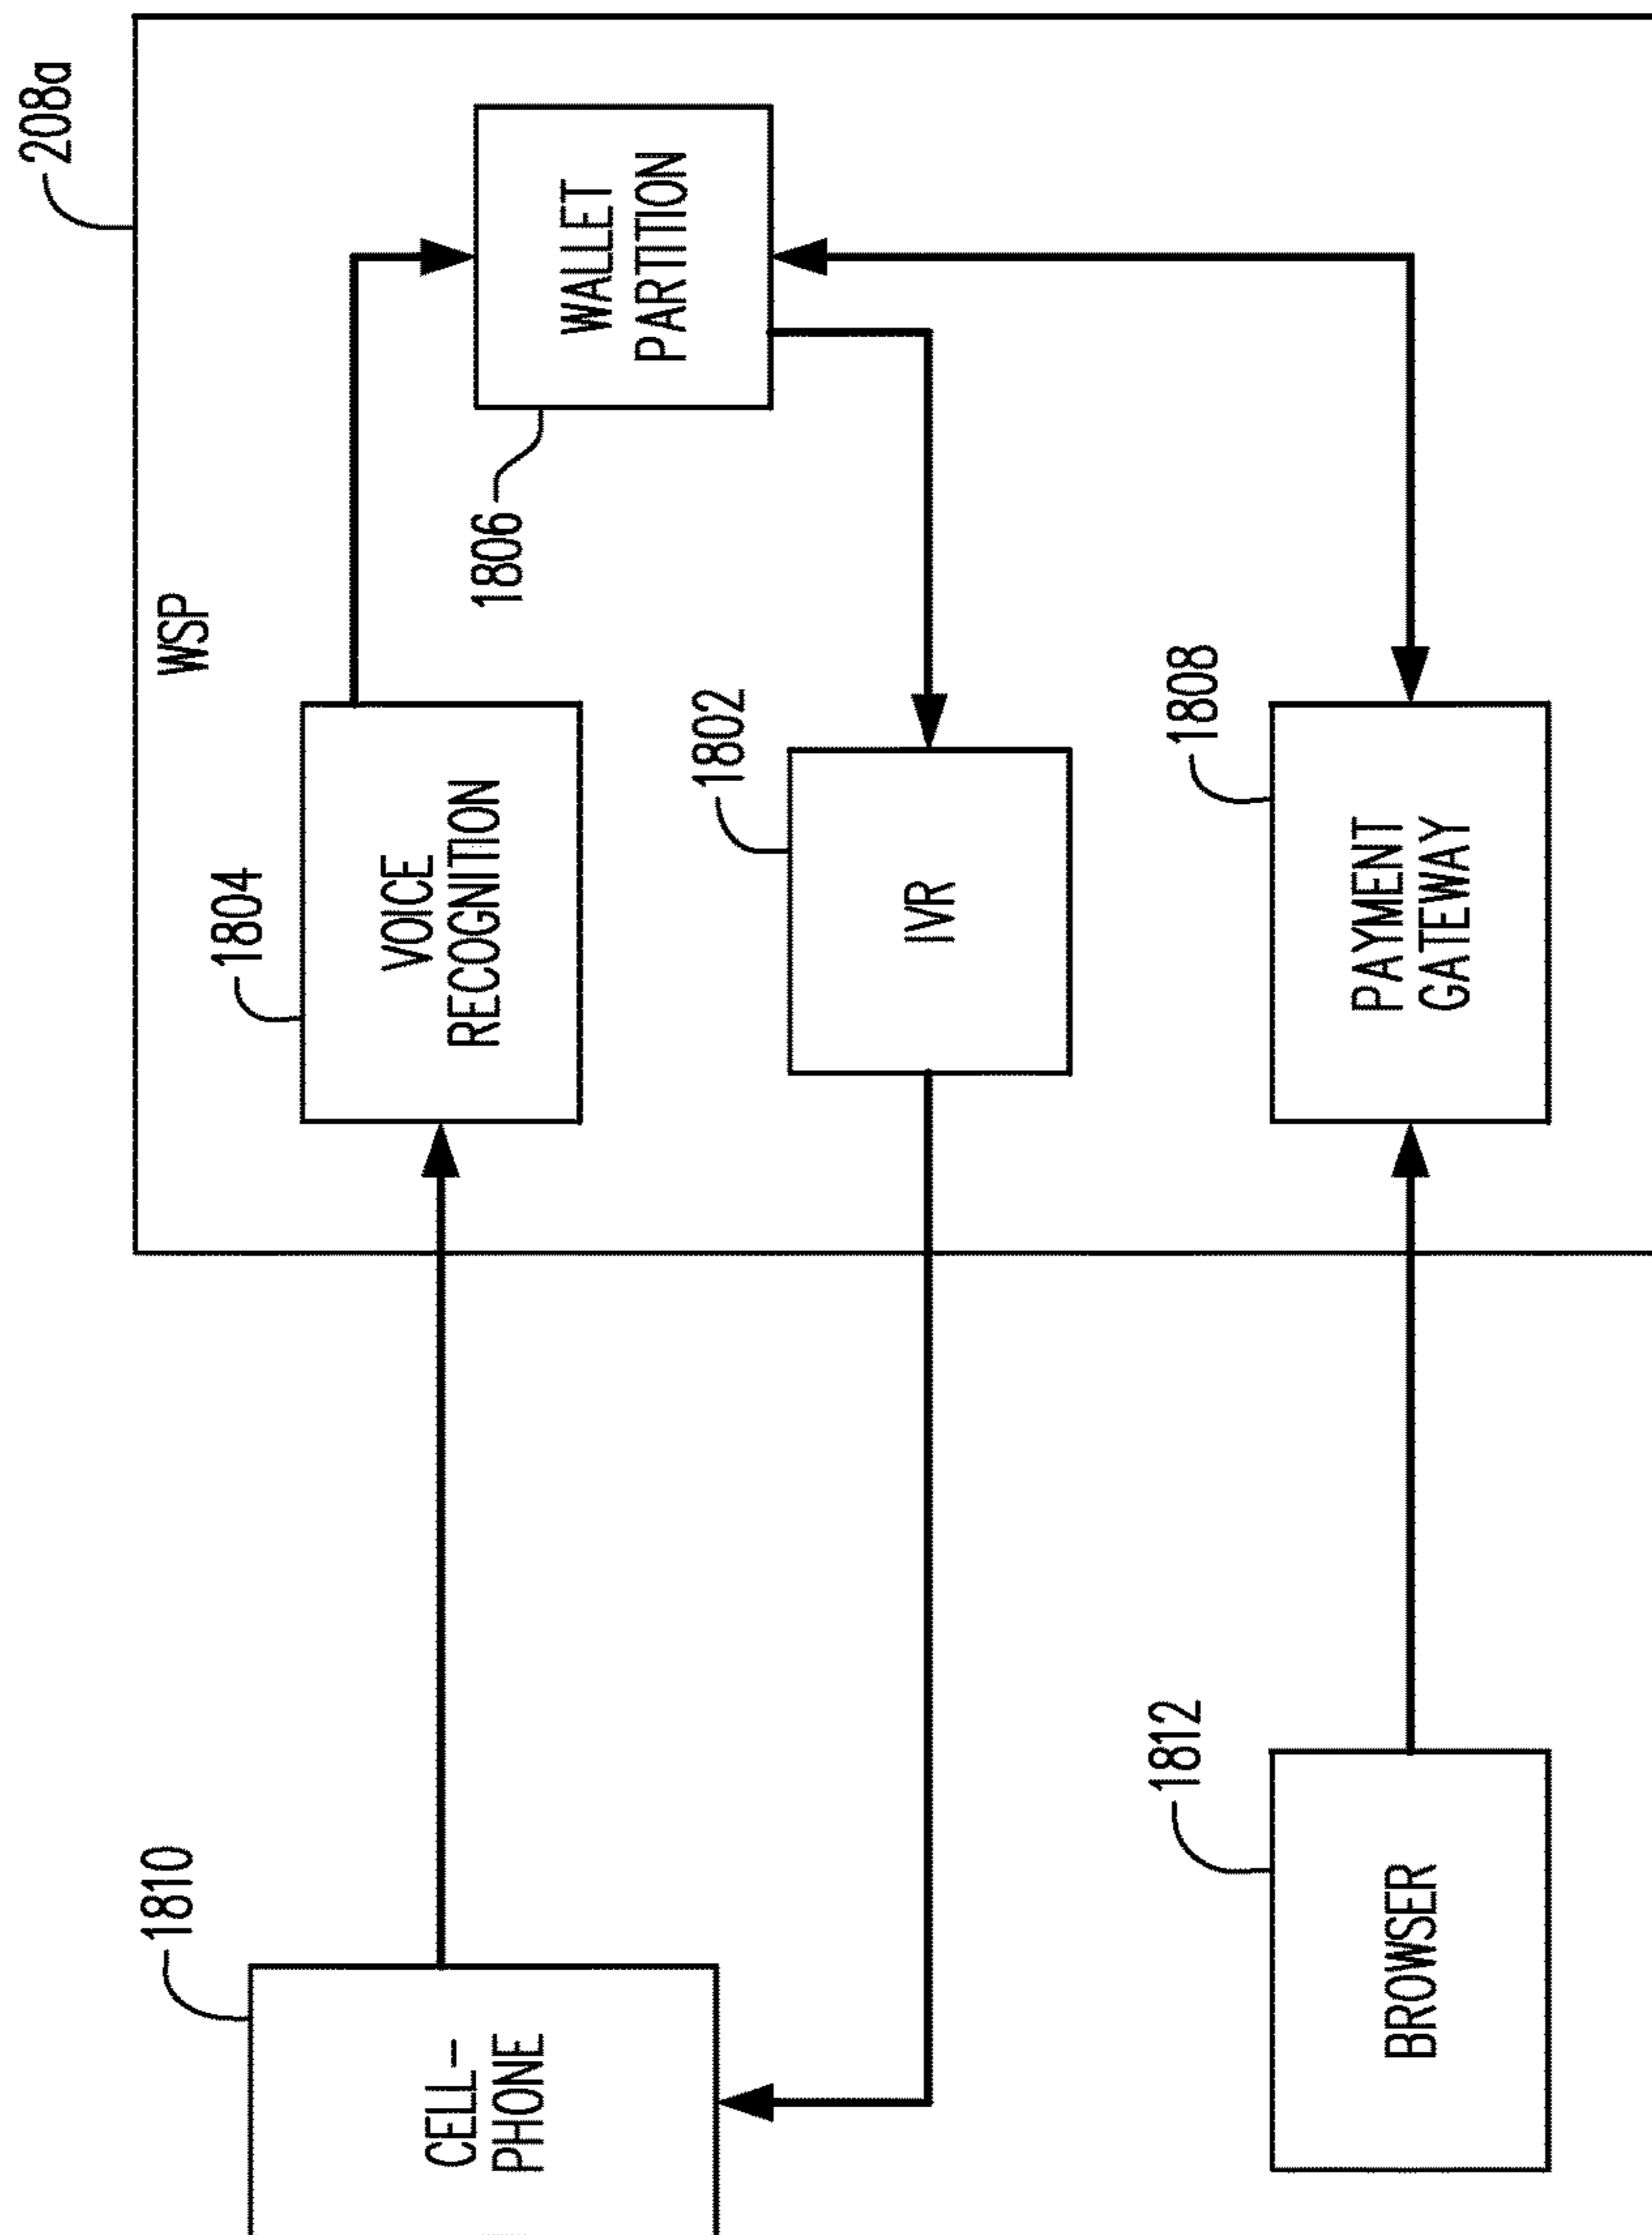 208a
WSP
1804
VOICE
RECOGNITION
WALLET
PARTITION
1806
1810
CELL-
PHONE
1802
IVR
1808
PAYMENT
GATEWAY
1812
BROWSER